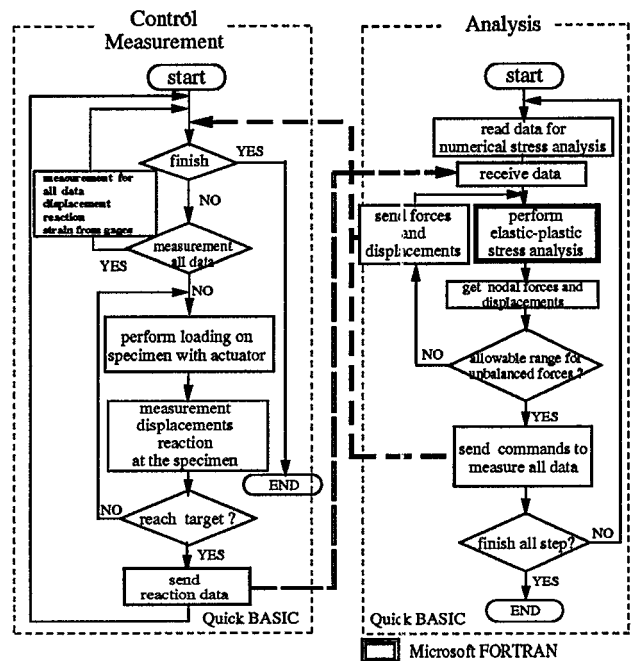 Control
Measurement
start
finish
YES
NO
measurement for
all data
displacement
reaction
strain from gages
measurement
all data
YES
NO
perform loading on
specimen with actuator
measurement
displacements
reaction
at the specimen
END
NO
reach target ?
YES
send
reaction data
Quick BASIC
Analysis
start
read data for
numerical stress analysis
receive data
send forces
and
displacements
perform
elastic-plastic
stress analysis
get nodal forces and
displacements
NO
allowable range for
unbalanced forces ?
YES
send commands to
measure all data
NO
finish all step?
YES
END
Quick BASIC
Microsoft FORTRAN